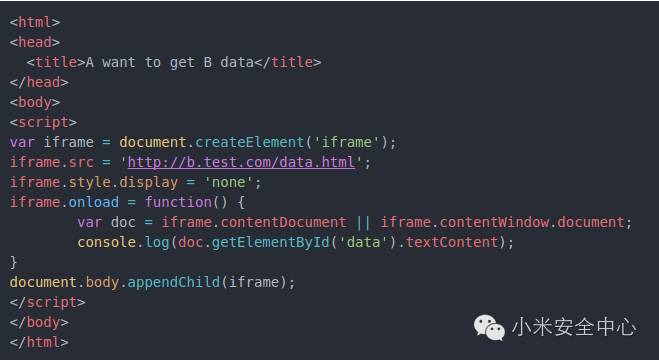 <html>
<head>
  <title>A want to get B data</title>
</head>
<body>
<script>
var iframe = document.createElement('iframe');
iframe.src = 'http://b.test.com/data.html';
iframe.style.display = 'none';
iframe.onload = function() {
        var doc = iframe.contentDocument || iframe.contentWindow.document;
        console.log(doc.getElementById('data').textContent);
}
document.body.appendChild(iframe);
</script>
</body>
</html>
小米安全中心